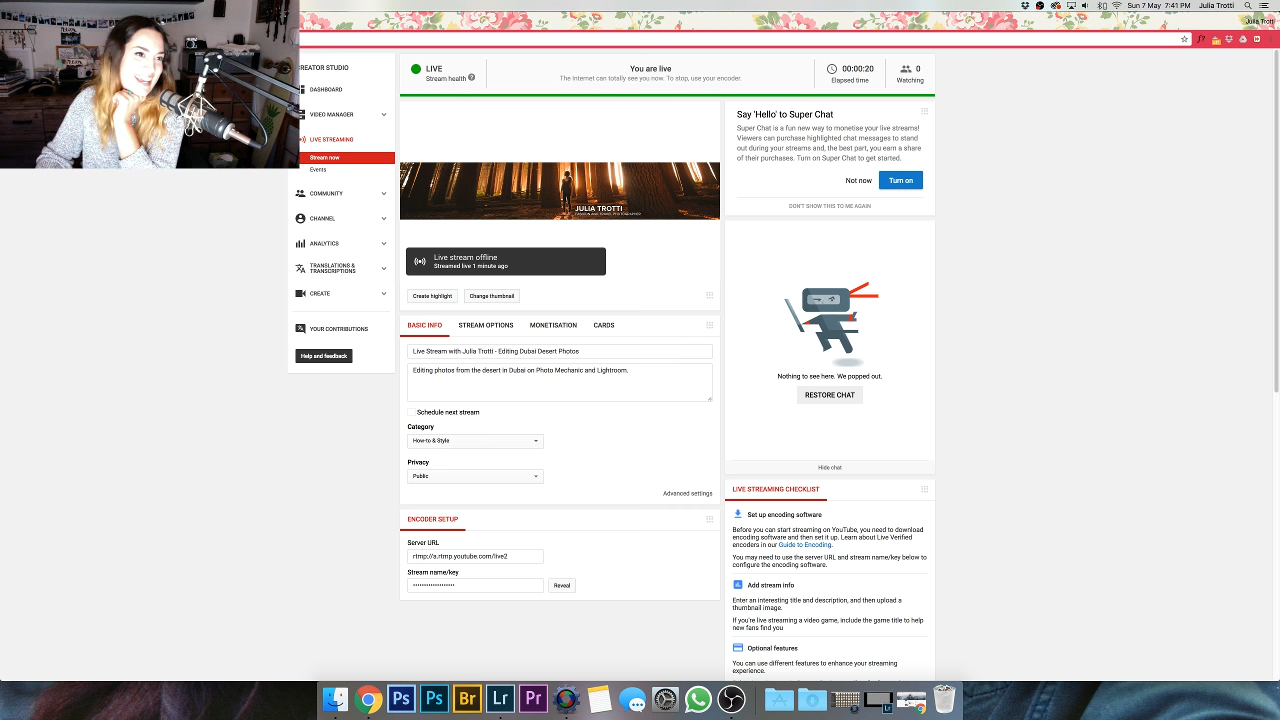 Sun 7 May 7:41 PM Julia Trotti
Julia Trotti
CREATOR STUDIO
DASHBOARD
VIDEO MANAGER
LIVE STREAMING
Stream now
Events
COMMUNITY
CHANNEL
ANALYTICS
TRANSLATIONS &
TRANSCRIPTIONS
CREATE
YOUR CONTRIBUTIONS
Help and feedback
LIVE
Stream health ?
You are live
The internet can totally see you now. To stop, use your encoder.
00:00:20
Elapsed time
0
Watching
JULIA TROTTI
FASHION AND TRAVEL PHOTOGRAPHER
Live stream offline
Streamed live 1 minute ago
Create highlight
Change thumbnail
BASIC INFO
STREAM OPTIONS
MONETISATION
CARDS
Live Stream with Julia Trotti - Editing Dubai Desert Photos
Editing photos from the desert in Dubai on Photo Mechanic and Lightroom.
Schedule next stream
Category
How-to & Style
Privacy
Public
Advanced settings
ENCODER SETUP
Server URL
rtmp://a.rtmp.youtube.com/live2
Stream name/key
Reveal
Say 'Hello' to Super Chat
Super Chat is a fun new way to monetise your live streams!
Viewers can purchase highlighted chat messages to stand
out during your streams and, the best part, you earn a
share of their purchases. Turn on Super Chat to get started.
Not now
Turn on
DON'T SHOW THIS TO ME AGAIN
Nothing to see here. We popped out.
RESTORE CHAT
Hide chat
LIVE STREAMING CHECKLIST
Set up encoding software
Before you can start streaming on YouTube, you need to download
encoding software and then set it up. Learn about Live Verified
encoders in our Guide to Encoding.
You may need to use the server URL and stream name/key below to
configure the encoding software.
Add stream info
Enter an interesting title and description, and then upload a
thumbnail image.
If you're live streaming a video game, include the game title to help
new fans find you
Optional features
You can use different features to enhance your streaming
experience.
Ps
Ps
Br
Lr
Pr